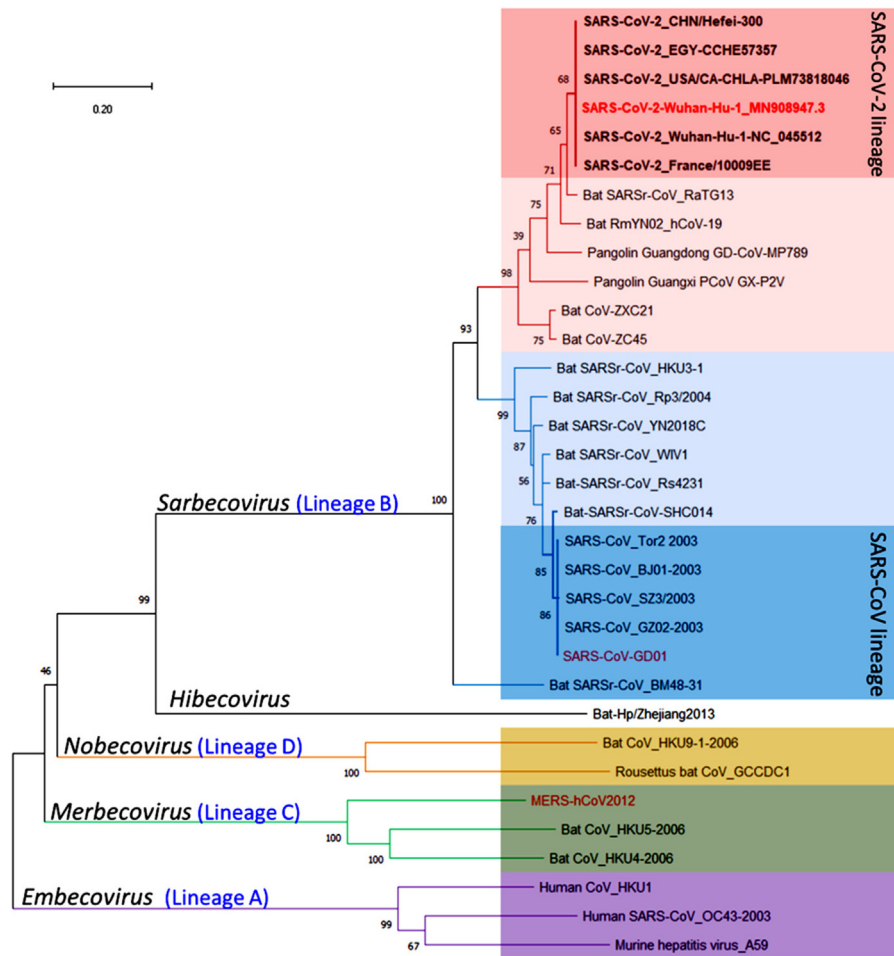 SARS-CoV-2_CHN/Hefei-300
SARS-CoV-2_EGY-CCHE57357
SARS-CoV-2_USA/CA-CHLA-PLM73818046
SARS-CoV-2-Wuhan-Hu-1_MN908947.3
SARS-CoV-2_Wuhan-Hu-1-NC_045512
SARS-CoV-2_France/10009EE
SARS-CoV-2 lineage
0.20
68
65
71
75
39
98
93
75
Bat SARSr-CoV_RaTG13
Bat RmYN02_hCoV-19
Pangolin Guangdong GD-CoV-MP789
Pangolin Guangxi PCoV GX-P2V
Bat CoV-ZXC21
Bat CoV-ZC45
Bat SARSr-CoV_HKU3-1
Bat SARSr-CoV_Rp3/2004
Bat SARSr-CoV_YN2018C
Bat SARSr-CoV_WIV1
Bat-SARSr-CoV_Rs4231
Bat-SARSr-CoV-SHC014
99
87
56
76
85
86
100
Sarbecovirus (Lineage B)
SARS-CoV_Tor2 2003
SARS-CoV_BJ01-2003
SARS-CoV_SZ3/2003
SARS-CoV_GZ02-2003
SARS-CoV-GD01
SARS-CoV lineage
Bat SARSr-CoV_BM48-31
99
46
Hibecovirus
Bat-Hp/Zhejiang2013
Nobecovirus (Lineage D)
100
Bat CoV_HKU9-1-2006
Rousettus bat CoV_GCCDC1
Merbecovirus (Lineage C)
100
100
MERS-hCoV2012
Bat CoV_HKU5-2006
Bat CoV_HKU4-2006
Embecovirus (Lineage A)
99
67
Human CoV_HKU1
Human SARS-CoV_OC43-2003
Murine hepatitis virus_A59